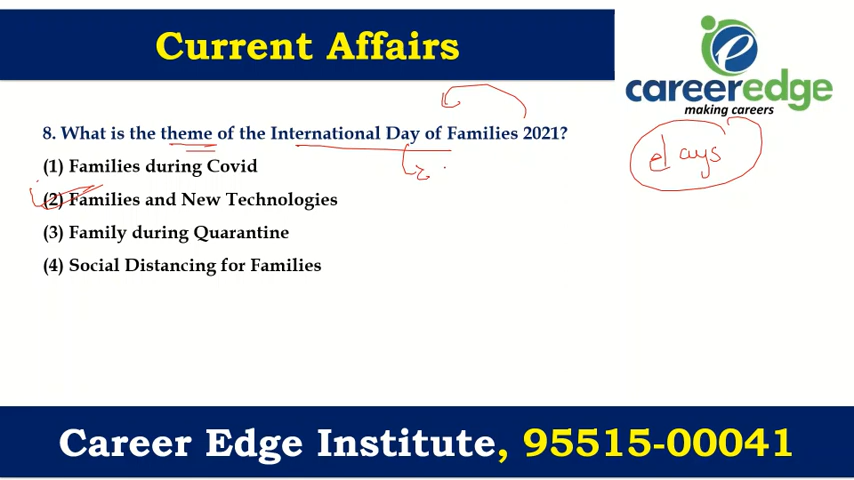 Current Affairs
careeredge
making careers
8. What is the theme of the International Day of Families 2021?
days
(1) Families during Covid
(2) Families and New Technologies
(3) Family during Quarantine
(4) Social Distancing for Families
Career Edge Institute, 95515-00041